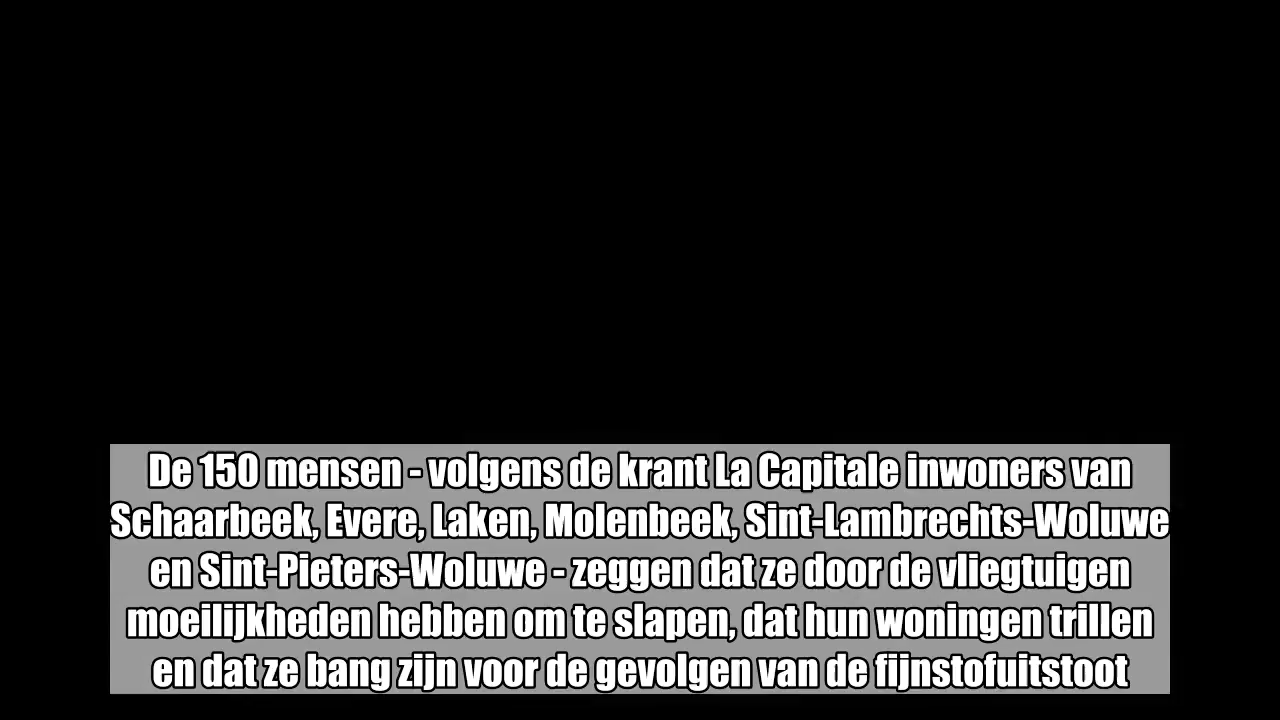 De 150 mensen - volgens de krant La Capitale inwoners van
Schaarbeek, Evere, Laken, Molenbeek, Sint-Lambrechts-Woluwe
en Sint-Pieters-Woluwe - zeggen dat ze door de vliegtuigen
moeilijkheden hebben om te slapen, dat hun woningen trillen
en dat ze bang zijn voor de gevolgen van de fijnstofuitstoot